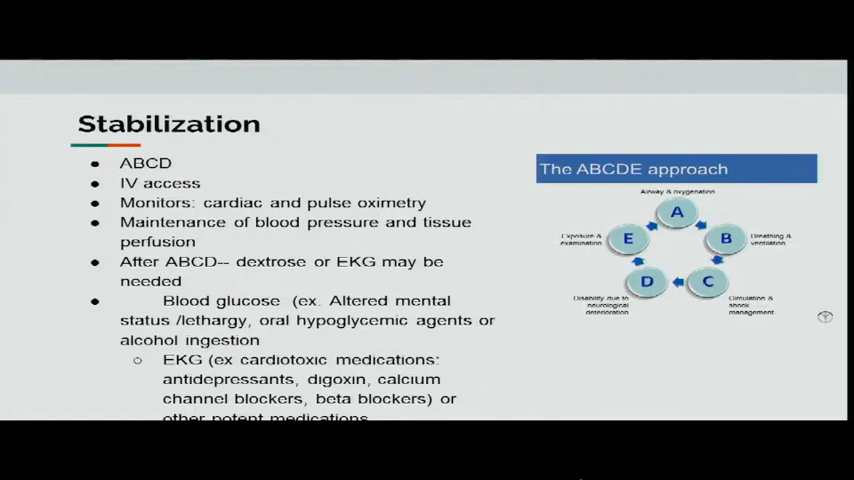 Stabilization
● ABCD
● IV access
● Monitors: cardiac and pulse oximetry
● Maintenance of blood pressure and tissue
perfusion
● After ABCD-- dextrose or EKG may be
needed
● Blood glucose (ex. Altered mental
status /lethargy, oral hypoglycemic agents or
alcohol ingestion
○ EKG (ex cardiotoxic medications:
antidepressants, digoxin, calcium
channel blockers, beta blockers) or
other potent medications
The ABCDE approach
Airway & oxygenation
A
Exposure &
examination
E
B
Breathing &
ventilation
D
C
Disability due to
neurological
deterioration
Circulation &
shock
management